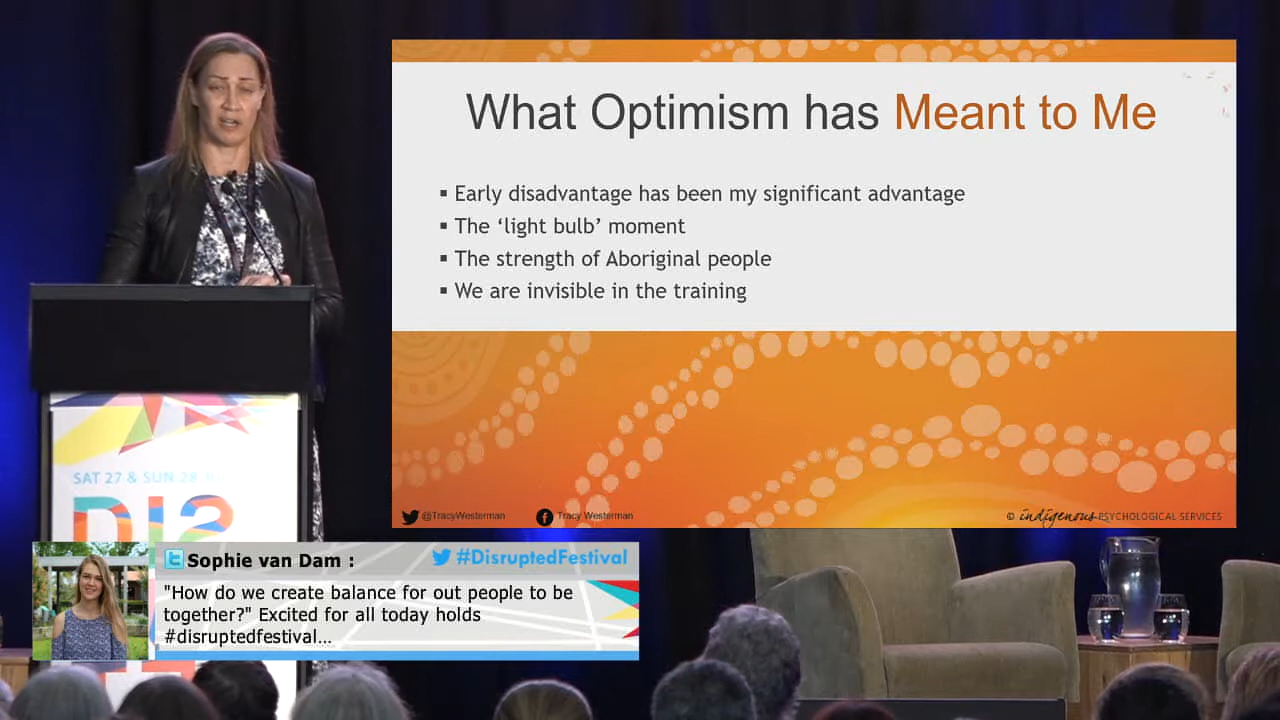 What Optimism has Meant to Me
▪ Early disadvantage has been my significant advantage
▪ The ‘light bulb’ moment
▪ The strength of Aboriginal people
▪ We are invisible in the training
@TracyWesterman
Tracy Westerman
© indigenous PSYCHOLOGICAL SERVICES
SAT 27 & SUN 28
Sophie van Dam :
#DisruptedFestival
"How do we create balance for out people to be
together?" Excited for all today holds
#disruptedfestival...